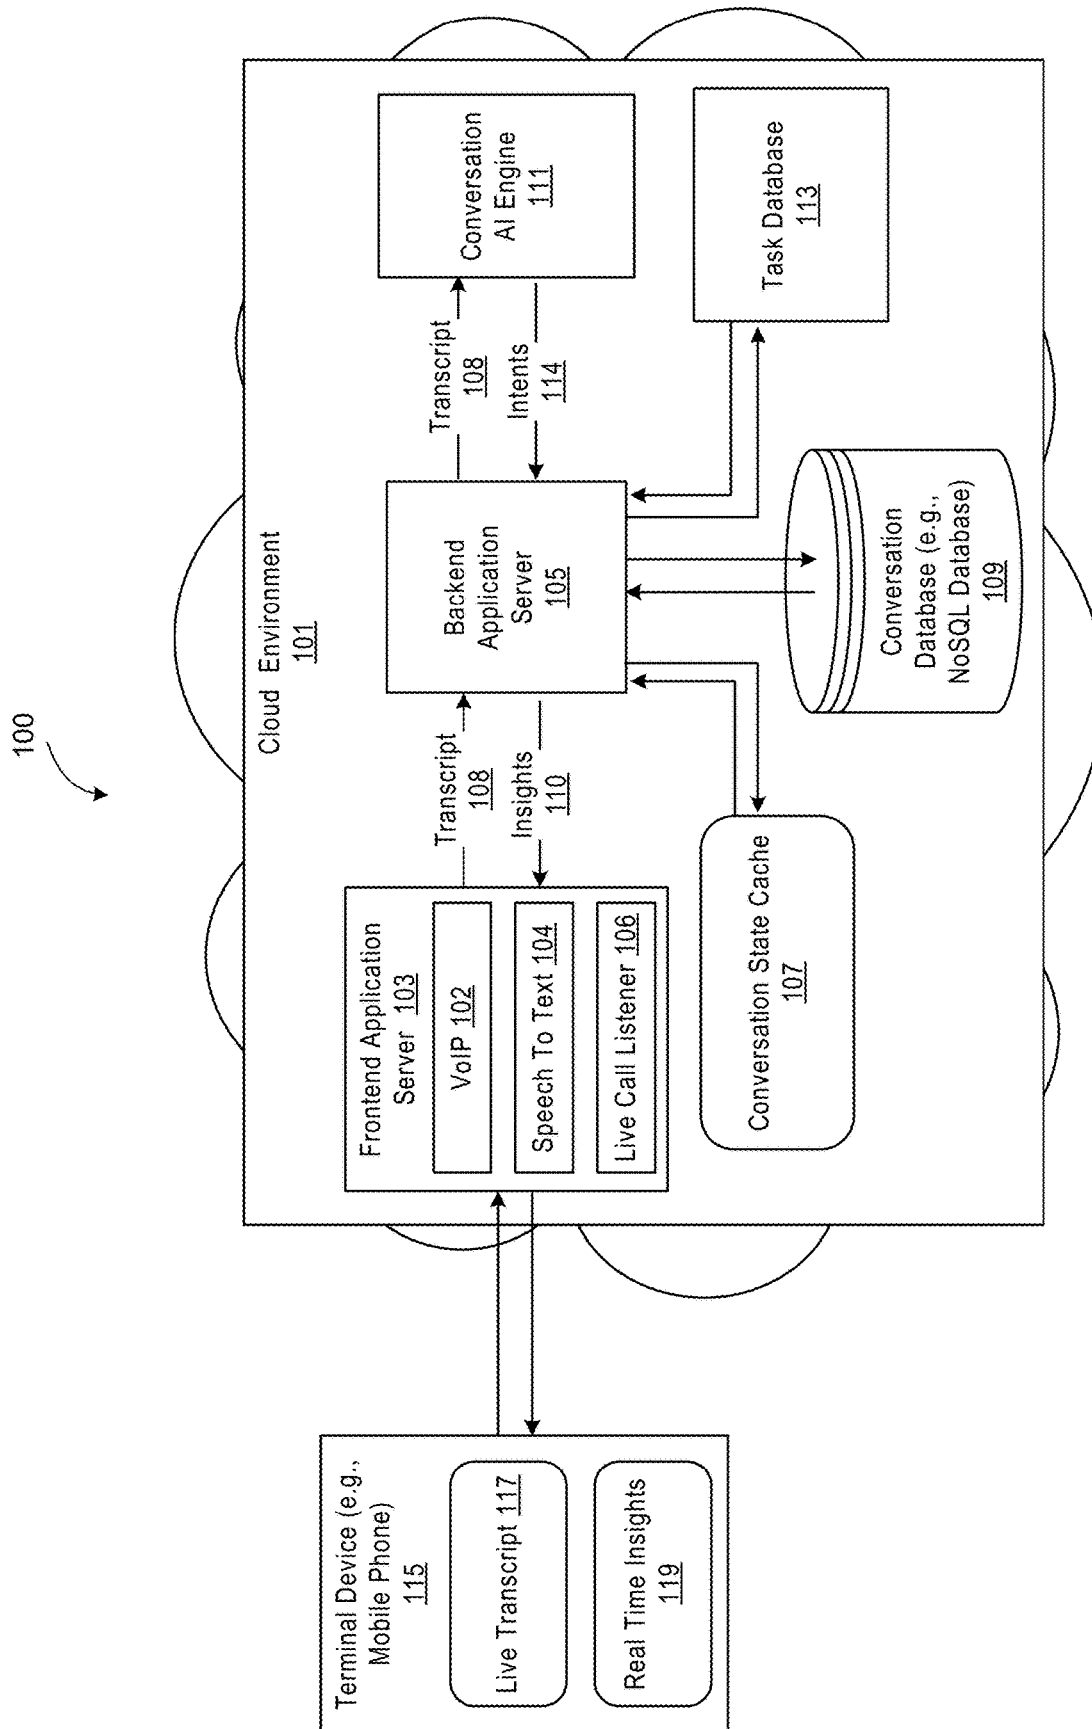 100
Cloud Environment
101
Terminal Device (e.g.,
Mobile Phone)
115
Live Transcript 117
Real Time Insights
119
Frontend Application
Server 103
VoIP 102
Speech To Text 104
Live Call Listener 106
Transcript
108
Insights
110
Backend
Application
Server
105
Transcript
108
Intents
114
Conversation
AI Engine
111
Conversation State Cache
107
Conversation
Database (e.g.,
NoSQL Database)
109
Task Database
113